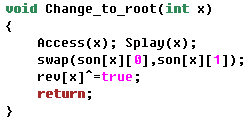 void Change_to_root(int x)
{
    Access(x); Splay(x);
    swap(son[x][0],son[x][1]);
    rev[x]^=true;
    return;
}